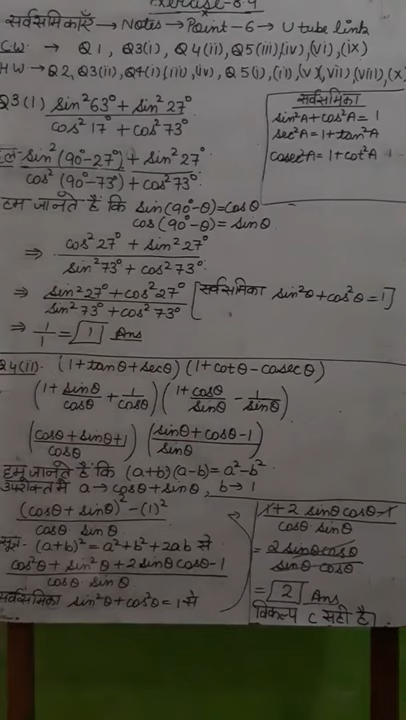 Exercise-8.4
सर्वसमिकाएँ → Notes → Point-6 → U tube link
CW → Q1, Q3(i), Q4(ii), Q5(iii)(iv), (vi), (ix)
HW → Q2, Q3(ii), Q4(i)(iii),(iv), Q5(i),(ii),(v),(vii),(viii),(x)
Q3(1) sin²63° + sin²27° / cos²17° + cos²73°
सर्वसमिका
sin²A + cos²A = 1
sec²A = 1 + tan²A
cosec²A = 1 + cot²A
हल- sin²(90°-27°) + sin²27° / cos²(90°-73°) + cos²73°
हम जानते हैं कि sin(90°-θ) = cosθ
cos(90°-θ) = sinθ
⇒ cos²27° + sin²27° / sin²73° + cos²73°
⇒ sin²27° + cos²27° / sin²73° + cos²73° [सर्वसमिका sin²θ + cos²θ = 1]
⇒ 1/1 = 1 Ans
Q4(ii). (1 + tanθ + secθ)(1 + cotθ - cosecθ)
(1 + sinθ/cosθ + 1/cosθ)(1 + cosθ/sinθ - 1/sinθ)
(cosθ + sinθ + 1 / cosθ)(sinθ + cosθ - 1 / sinθ)
हम जानते हैं कि (a+b)(a-b) = a² - b²
उपरोक्त में a → cosθ + sinθ, b → 1
(cosθ + sinθ)² - (1)² / cosθ sinθ
सूत्र- (a+b)² = a² + b² + 2ab से
cos²θ + sin²θ + 2sinθcosθ - 1 / cosθ sinθ
सर्वसमिका sin²θ + cos²θ = 1 से
⇒ 1 + 2 sinθcosθ - 1 / cosθ sinθ
= 2 sinθcosθ / sinθ cosθ
= 2 Ans
विकल्प C सही है।